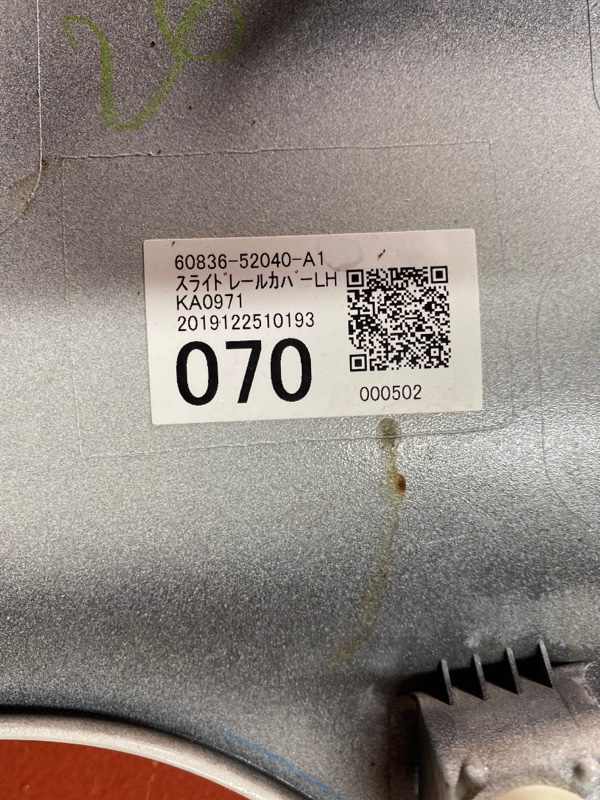 60836-52040-A1
ｽﾗｲﾄﾞﾚｰﾙｶﾊﾞｰLH
KA0971
2019122510193
070
000502